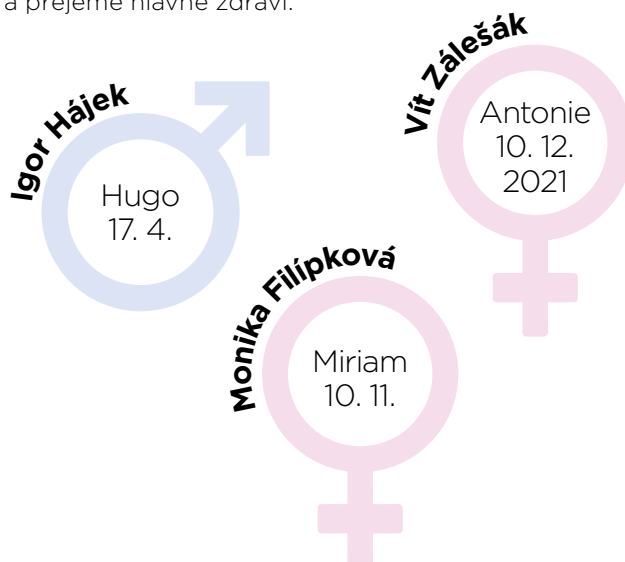 a přejeme hlavně zdraví.
Igor Hájek
Hugo
17. 4.
Vít Zálešák
Antonie
10. 12.
2021
Monika Filípková
Miriam
10. 11.